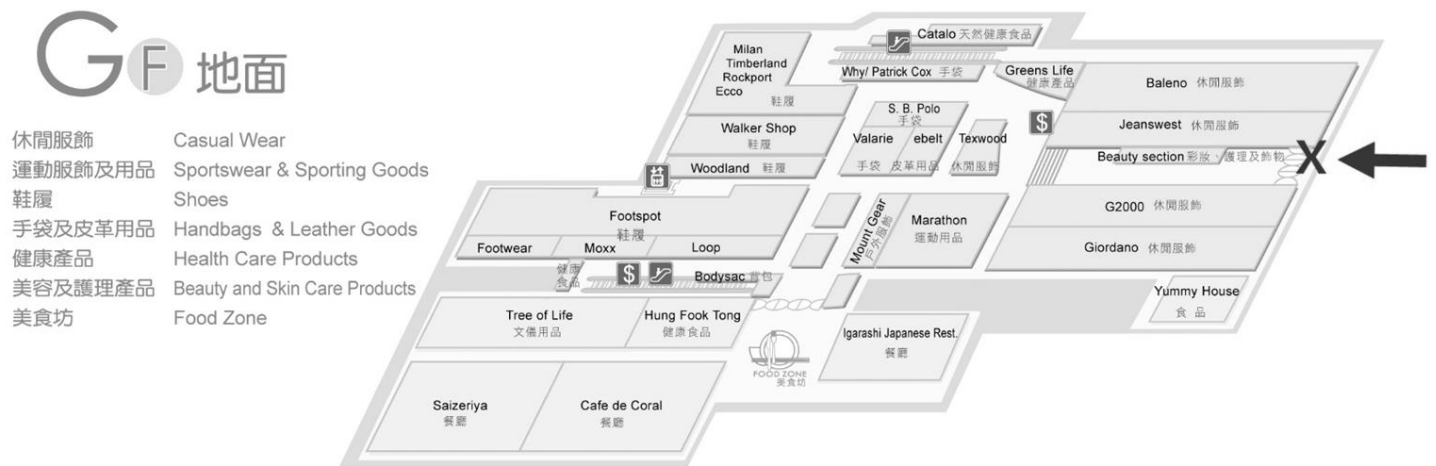 GF 地面
休閒服飾 Casual Wear
運動服飾及用品 Sportswear & Sporting Goods
鞋履 Shoes
手袋及皮革用品 Handbags & Leather Goods
健康產品 Health Care Products
美容及護理產品 Beauty and Skin Care Products
美食坊 Food Zone
Catalo 天然健康食品
Milan
Timberland
Rockport
Ecco
鞋履
Why/ Patrick Cox 手袋
Greens Life
健康產品
Baleno 休閒服飾
S. B. Polo
手袋
$
Jeanswest 休閒服飾
Walker Shop
鞋履
Valarie
手袋
ebelt
皮革用品
Texwood
休閒服飾
Beauty section 彩妝、護理及飾物
X
Woodland 鞋履
Footspot
鞋履
Footwear
Moxx
Loop
Mount Gear
戶外服飾
Marathon
運動用品
G2000 休閒服飾
Giordano 休閒服飾
健康
食品
$
Bodysac 背包
Yummy House
食品
Tree of Life
文儀用品
Hung Fook Tong
健康食品
FOOD ZONE
美食坊
Igarashi Japanese Rest.
餐廳
Saizeriya
餐廳
Cafe de Coral
餐廳